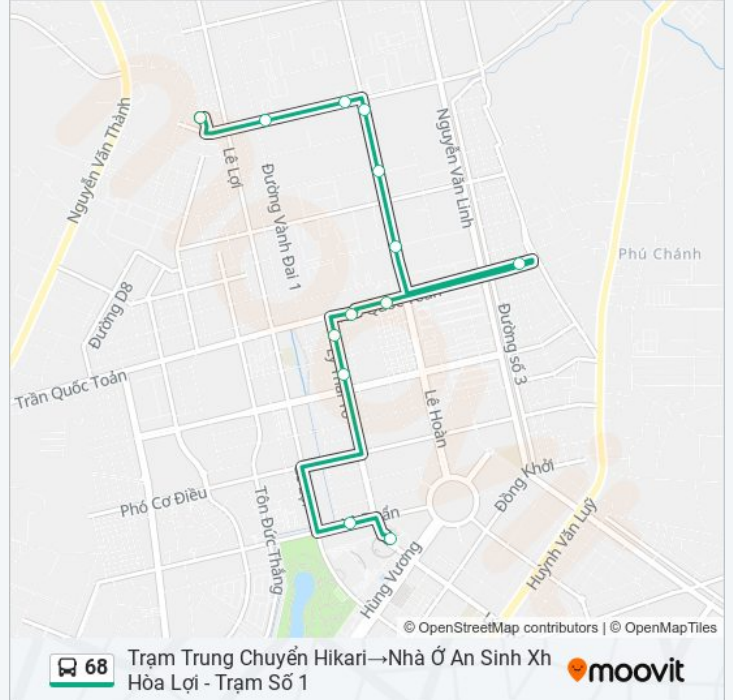 Nguyễn Văn Thành
Lê Lợi
Đường Vành Đai 1
Nguyễn Văn Linh
Phú Chánh
Đường D8
Đường số 3
Trần Quốc Toản
Lê Hoàn
Phó Cơ Điều
Tôn Đức Thắng
Đồng Khởi
Huỳnh Văn Luỹ
Hùng Vương
© OpenStreetMap contributors | © OpenMapTiles
68
Trạm Trung Chuyển Hikari→Nhà Ở An Sinh Xh
Hòa Lợi - Trạm Số 1
moovit